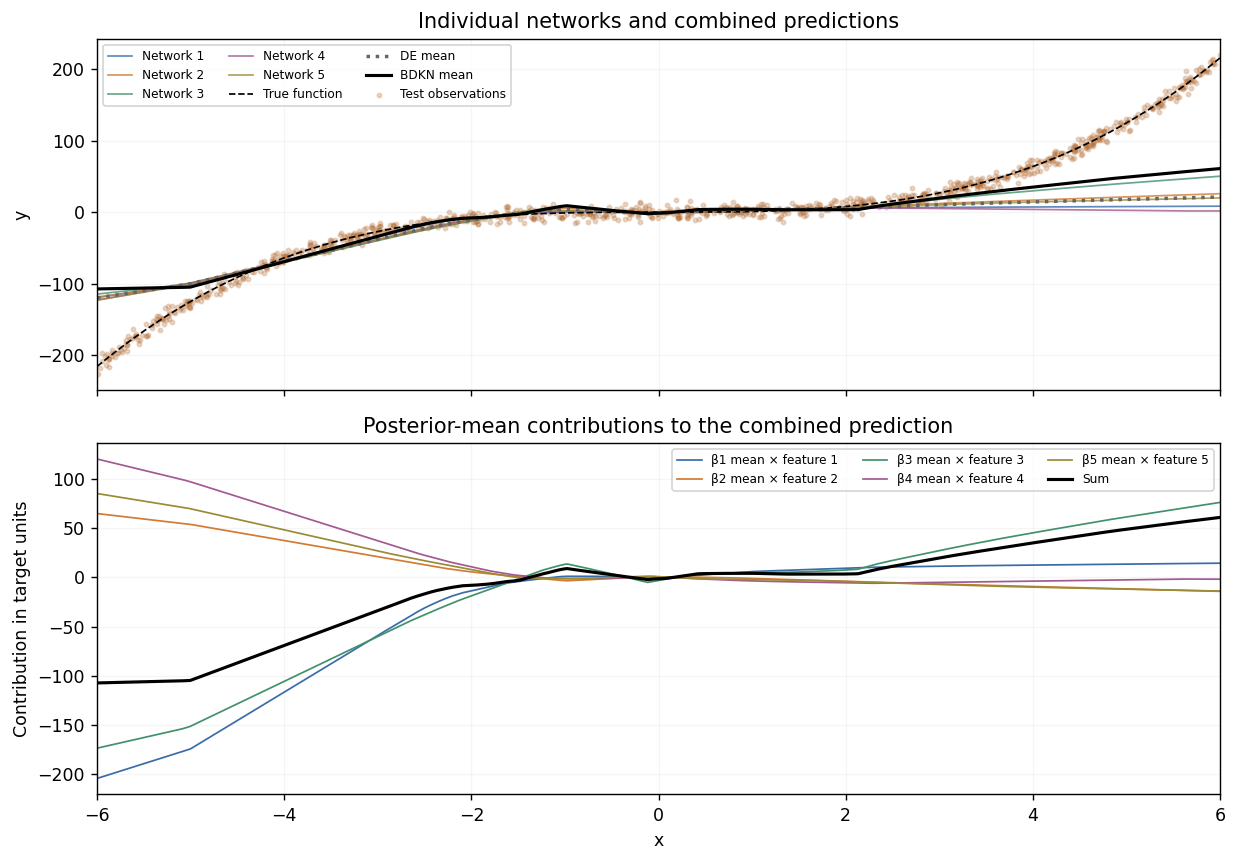 Individual networks and combined predictions
Network 1
Network 2
Network 3
Network 4
Network 5
True function
DE mean
BDKN mean
Test observations
y
200
100
0
−100
−200
Posterior-mean contributions to the combined prediction
β1 mean × feature 1
β2 mean × feature 2
β3 mean × feature 3
β4 mean × feature 4
β5 mean × feature 5
Sum
Contribution in target units
100
50
0
−50
−100
−150
−200
−6
−4
−2
0
2
4
6
x